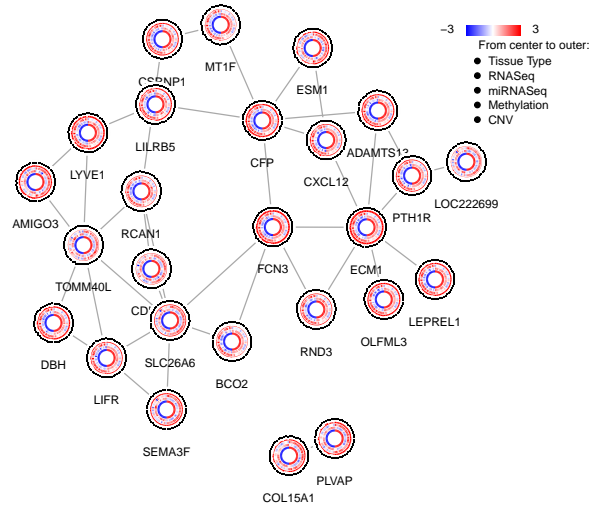 −3 3
From center to outer:
Tissue Type
RNASeq
miRNASeq
Methylation
CNV
MT1F
ESM1
LILRB5
CFP
CXCL12
LYVE1
PTH1R
LOC222699
AMIGO3
RCAN1
FCN3
ECM1
TOMM40L
LEPREL1
OLFML3
RND3
SLC26A6
BCO2
DBH
LIFR
SEMA3F
PLVAP
COL15A1